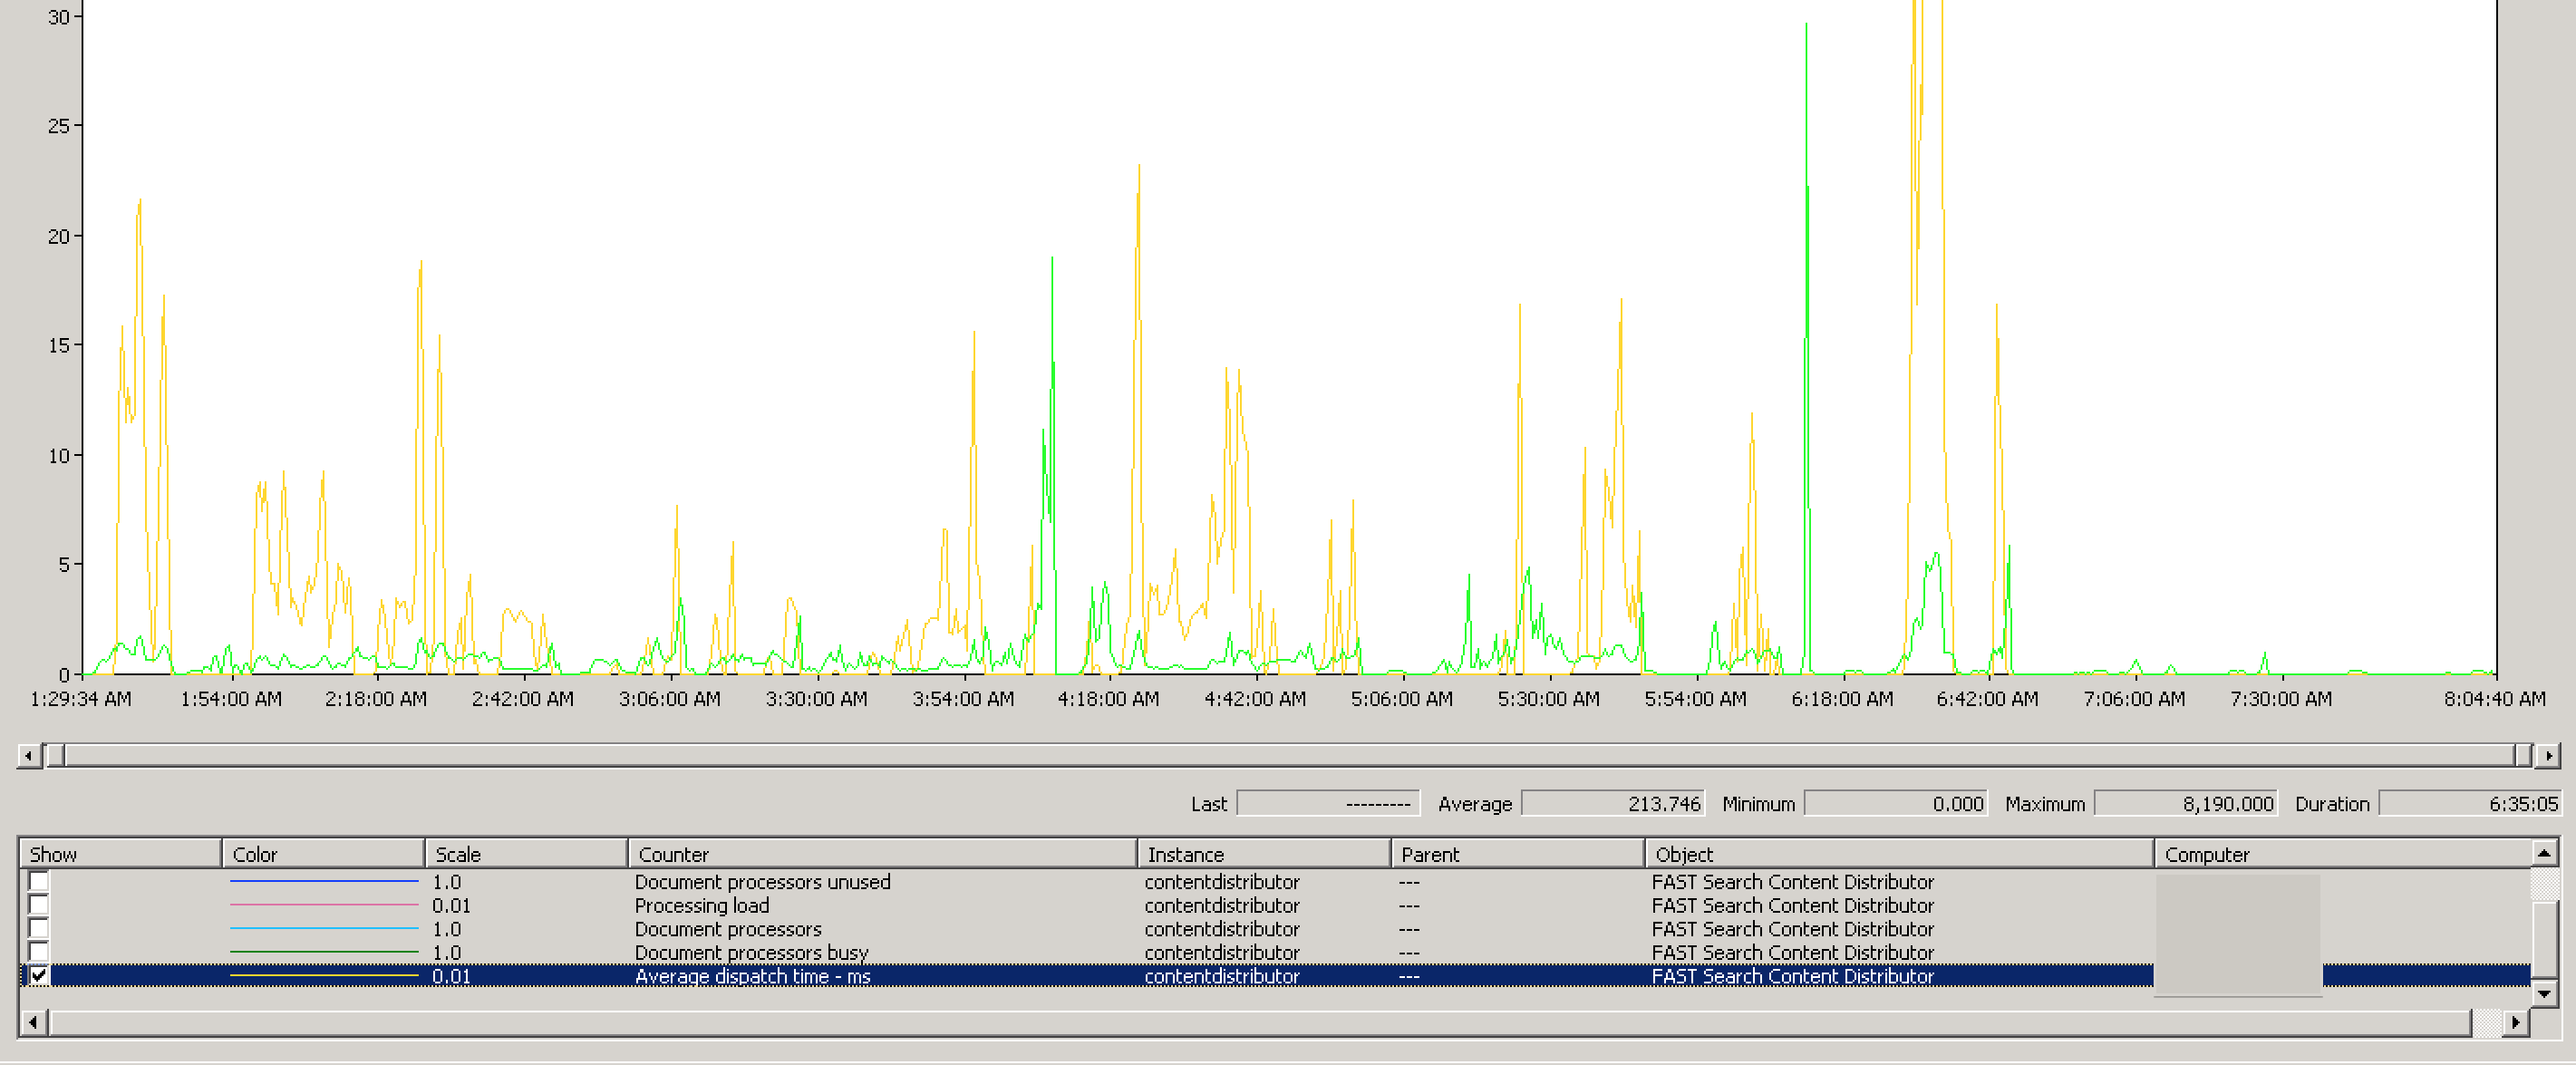 30
25
20
15
10
5
0
1:29:34 AM 1:54:00 AM 2:18:00 AM 2:42:00 AM 3:06:00 AM 3:30:00 AM 3:54:00 AM 4:18:00 AM 4:42:00 AM 5:06:00 AM 5:30:00 AM 5:54:00 AM 6:18:00 AM 6:42:00 AM 7:06:00 AM 7:30:00 AM 8:04:40 AM
Last --------- Average 213.746 Minimum 0.000 Maximum 8,190.000 Duration 6:35:05
Show Color Scale Counter Instance Parent Object Computer
1.0 Document processors unused contentdistributor --- FAST Search Content Distributor
0.01 Processing load contentdistributor --- FAST Search Content Distributor
1.0 Document processors contentdistributor --- FAST Search Content Distributor
1.0 Document processors busy contentdistributor --- FAST Search Content Distributor
0.01 Average dispatch time - ms contentdistributor --- FAST Search Content Distributor